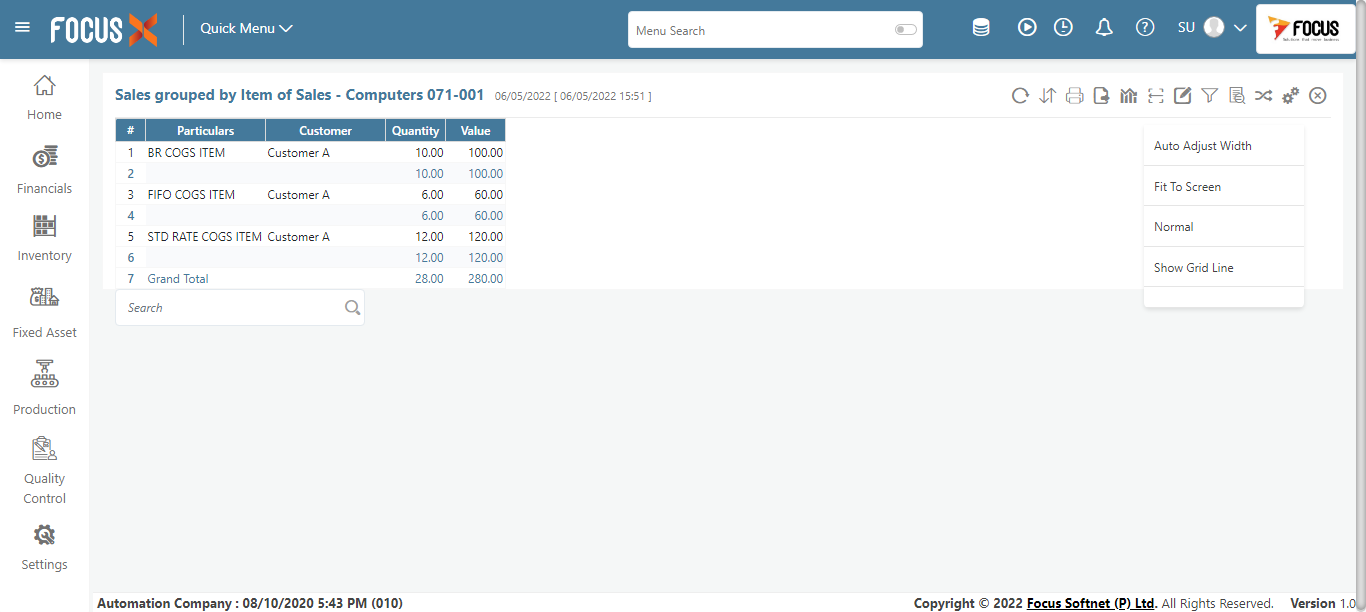 FOCUS X
Quick Menu
Menu Search
SU
FOCUS
Home
Financials
Inventory
Fixed Asset
Production
Quality
Control
Settings
Sales grouped by Item of Sales - Computers 071-001 06/05/2022 [ 06/05/2022 15:51 ]
# Particulars Customer Quantity Value
1 BR COGS ITEM Customer A 10.00 100.00
2 10.00 100.00
3 FIFO COGS ITEM Customer A 6.00 60.00
4 6.00 60.00
5 STD RATE COGS ITEM Customer A 12.00 120.00
6 12.00 120.00
7 Grand Total 28.00 280.00
Search
Auto Adjust Width
Fit To Screen
Normal
Show Grid Line
Automation Company : 08/10/2020 5:43 PM (010)
Copyright © 2022 Focus Softnet (P) Ltd. All Rights Reserved. Version 1.0